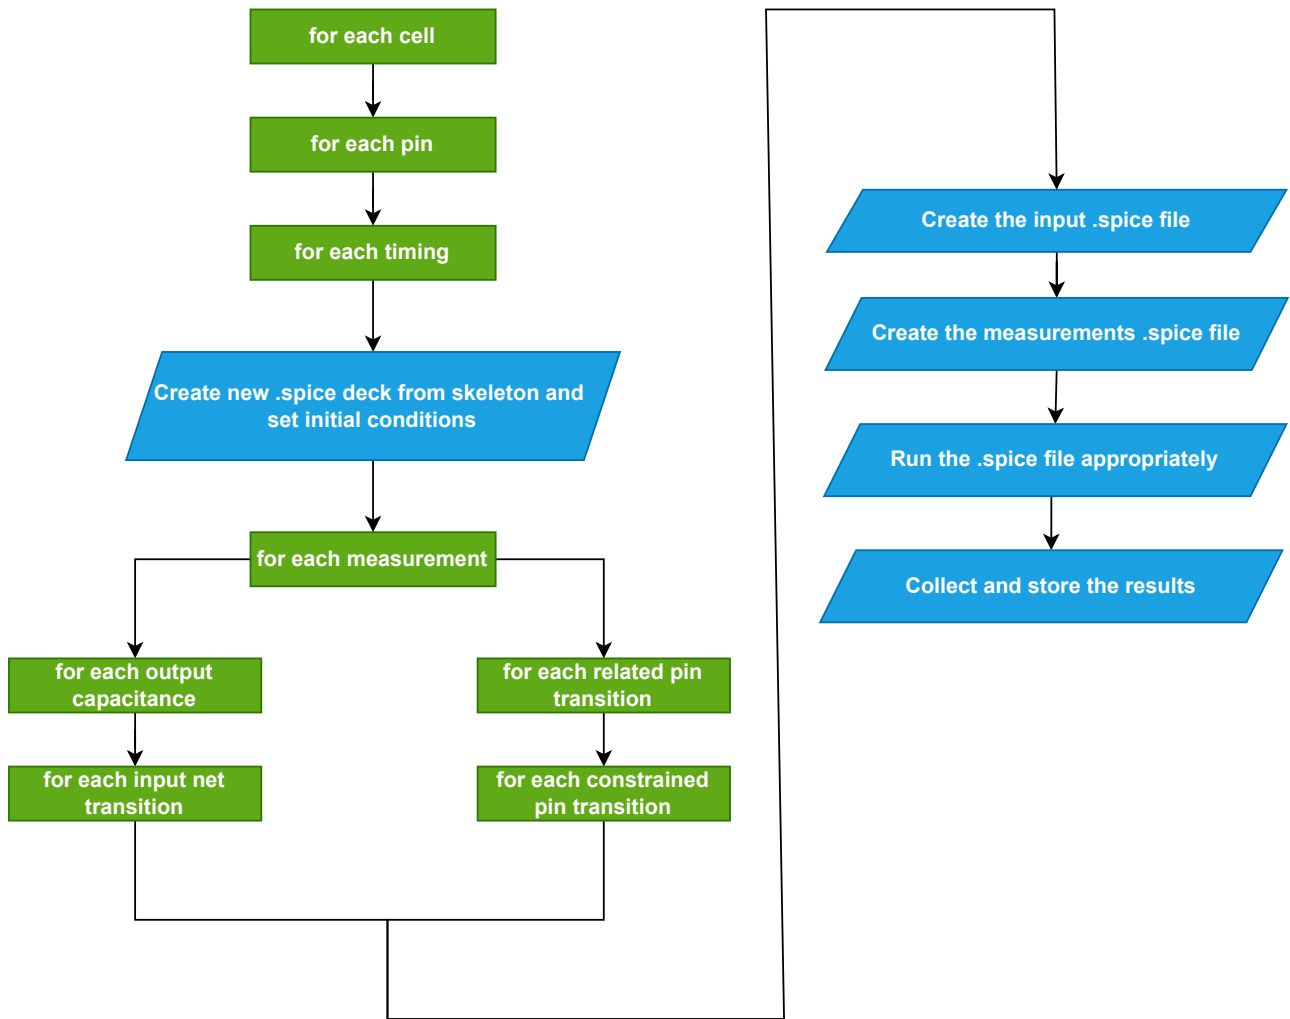 for each cell
for each pin
for each timing
Create new .spice deck from skeleton and
set initial conditions
for each measurement
for each output
capacitance
for each input net
transition
for each related pin
transition
for each constrained
pin transition
Create the input .spice file
Create the measurements .spice file
Run the .spice file appropriately
Collect and store the results